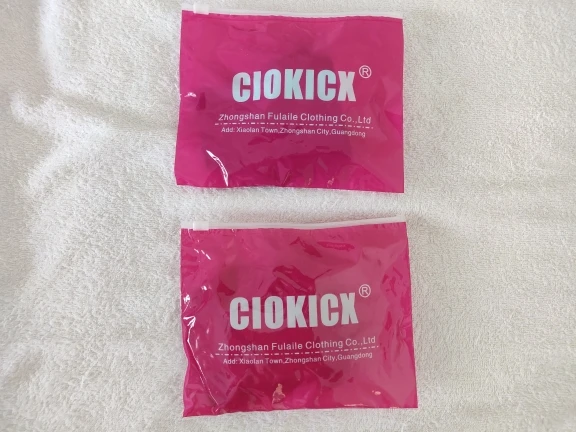 CIOKICX®
Zhongshan Fulaile Clothing Co.,Ltd
Add: Xiaolan Town,Zhongshan City,Guangdong
CIOKICX®
Zhongshan Fulaile Clothing Co.,Ltd
Add: Xiaolan Town,Zhongshan City,Guangdong